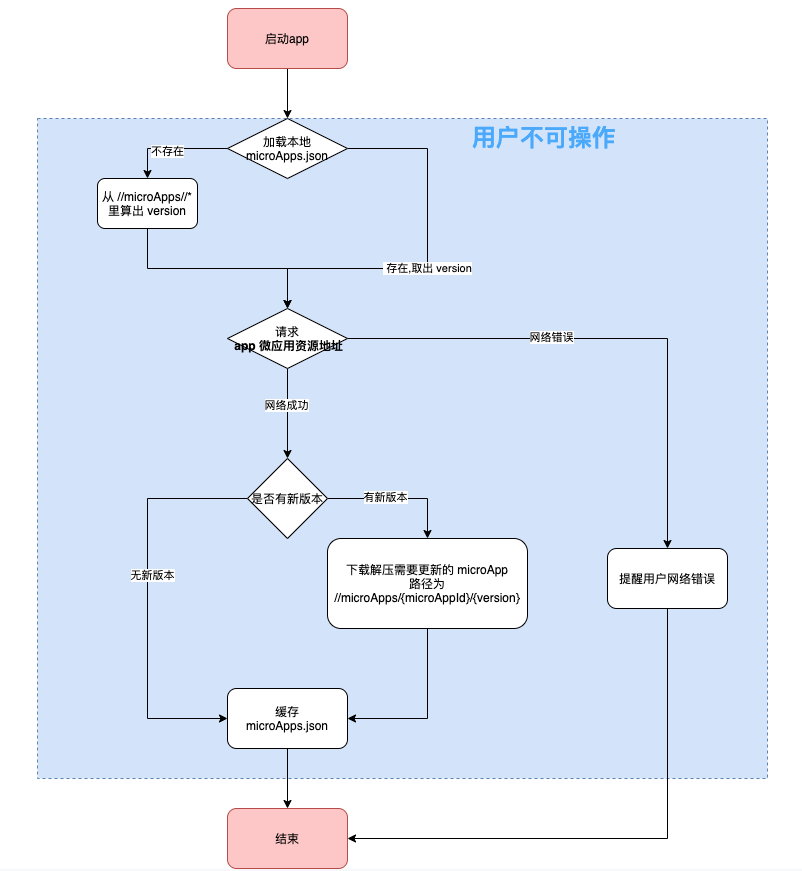 启动app
用户不可操作
加载本地
microApps.json
不存在
从 //microApps//*
里算出 version
存在,取出 version
请求
app 微应用资源地址
网络错误
网络成功
是否有新版本
有新版本
下载解压需要更新的 microApp
路径为
//microApps/{microAppId}/{version}
无新版本
提醒用户网络错误
缓存
microApps.json
结束